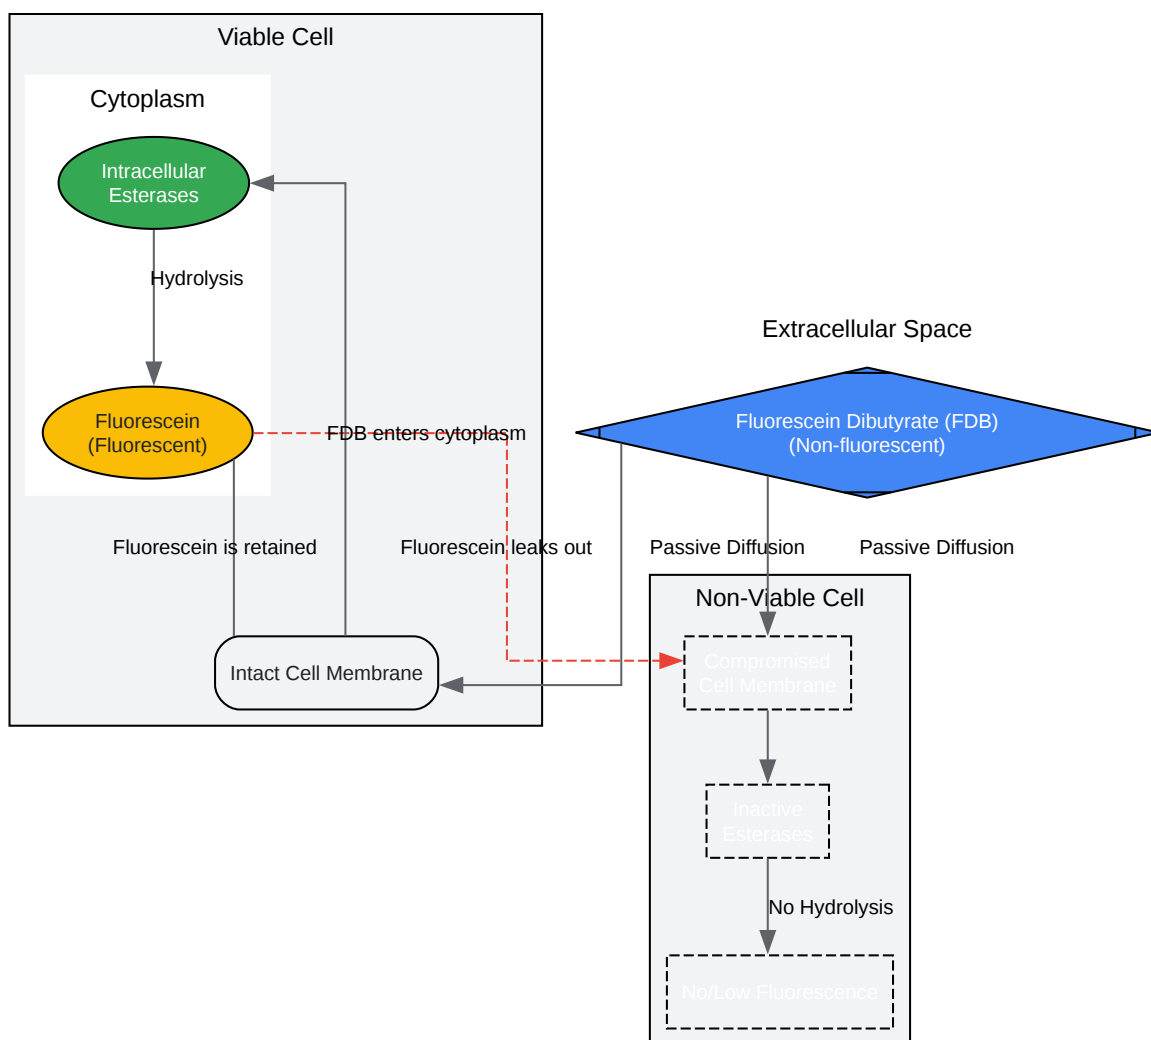 Viable Cell
Cytoplasm
Intracellular
Esterases
Hydrolysis
Extracellular Space
Fluorescein
(Fluorescent)
FDB enters cytoplasm
Fluorescein Dibutyrate (FDB)
(Non-fluorescent)
Fluorescein is retained
Fluorescein leaks out
Passive Diffusion
Passive Diffusion
Non-Viable Cell
Intact Cell Membrane
Compromised
Cell Membrane
Inactive
Esterases
No Hydrolysis
No/Low Fluorescence